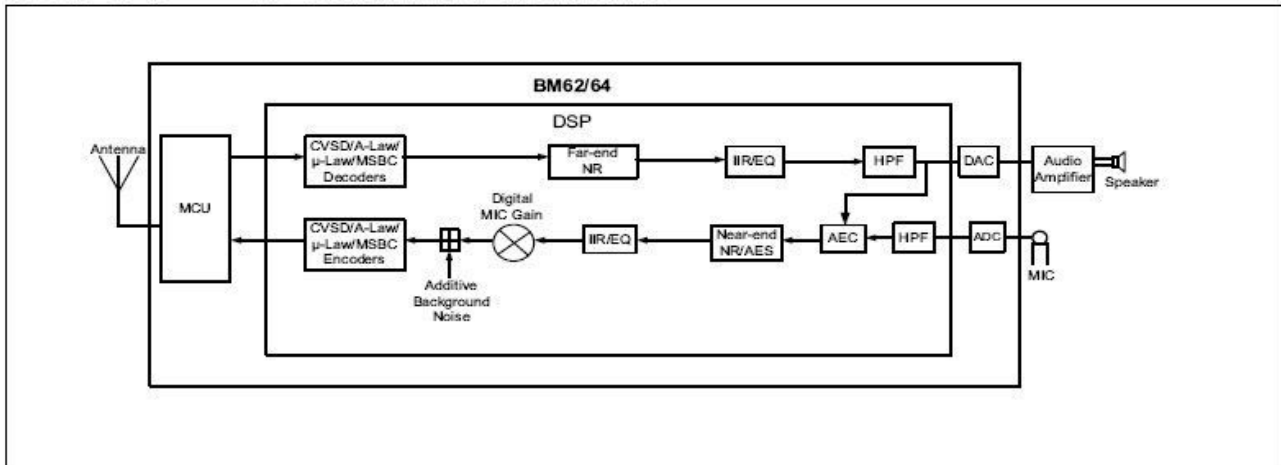 BM62/64
DSP
Antenna
MCU
CVSD/A-Law/
μ-Law/MSBC
Decoders
Far-end
NR
IIR/EQ
HPF
DAC
Audio
Amplifier
Speaker
CVSD/A-Law/
μ-Law/MSBC
Encoders
Additive
Background
Noise
Digital
MIC Gain
IIR/EQ
Near-end
NR/AES
AEC
HPF
ADC
MIC